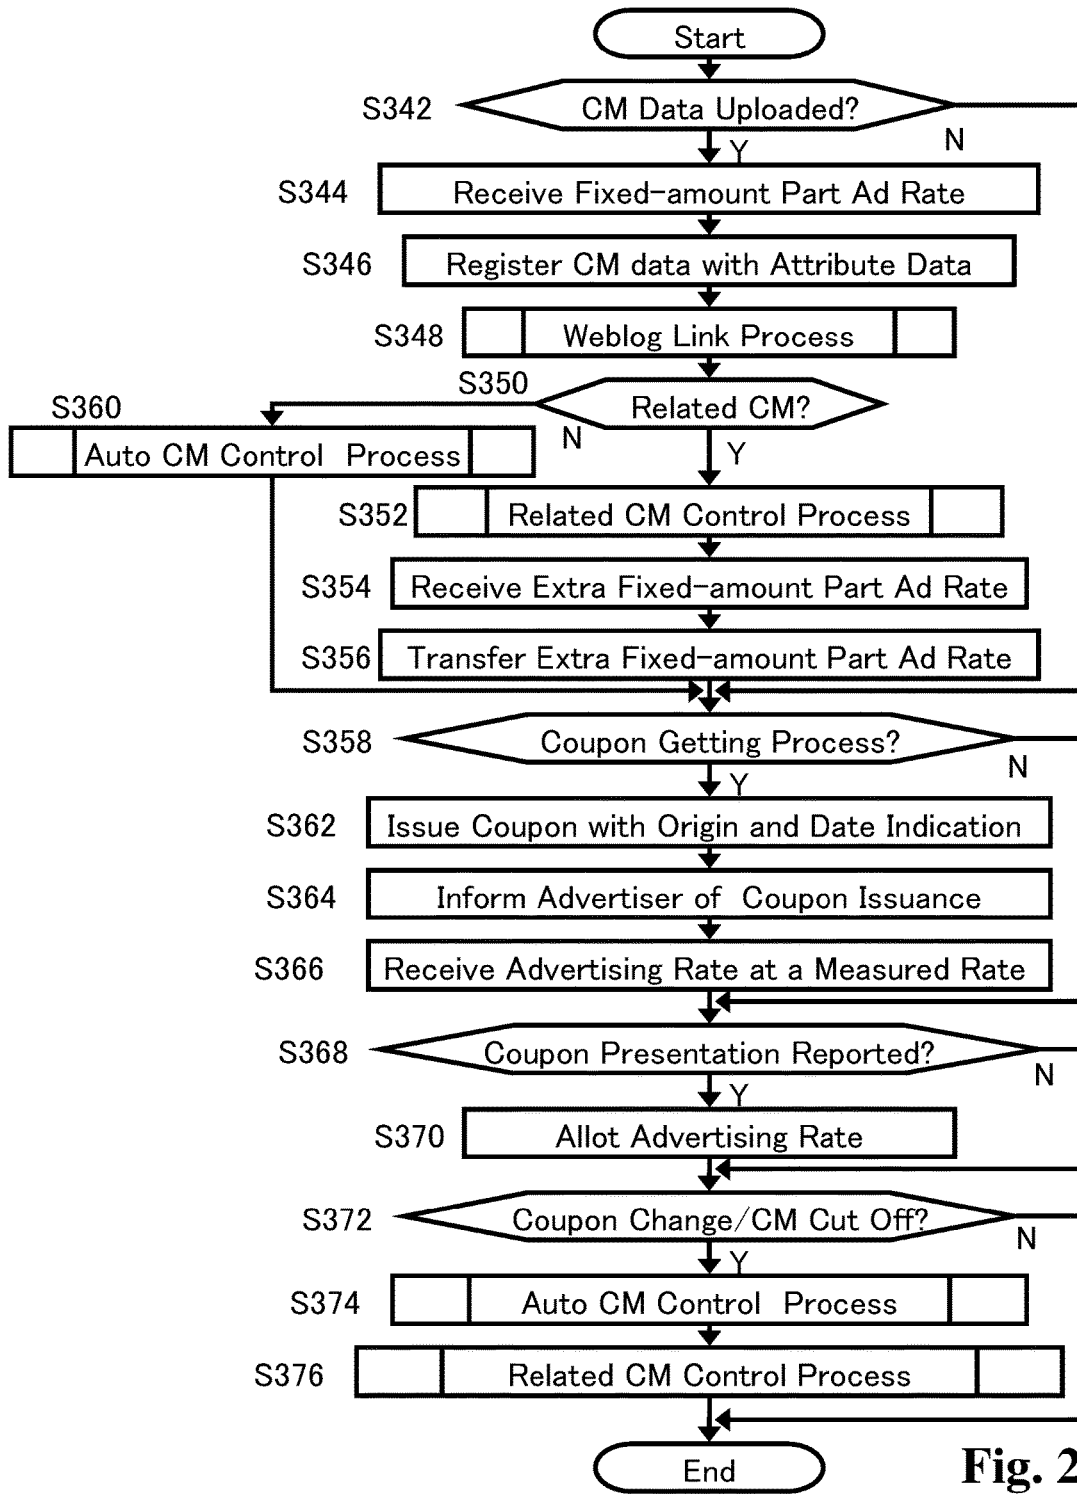 Start
S342
CM Data Uploaded?
N
Y
S344
Receive Fixed-amount Part Ad Rate
S346
Register CM data with Attribute Data
S348
Weblog Link Process
S350
Related CM?
N
Y
S360
Auto CM Control Process
S352
Related CM Control Process
S354
Receive Extra Fixed-amount Part Ad Rate
S356
Transfer Extra Fixed-amount Part Ad Rate
S358
Coupon Getting Process?
N
Y
S362
Issue Coupon with Origin and Date Indication
S364
Inform Advertiser of Coupon Issuance
S366
Receive Advertising Rate at a Measured Rate
S368
Coupon Presentation Reported?
N
Y
S370
Allot Advertising Rate
S372
Coupon Change/CM Cut Off?
N
Y
S374
Auto CM Control Process
S376
Related CM Control Process
End
Fig. 2